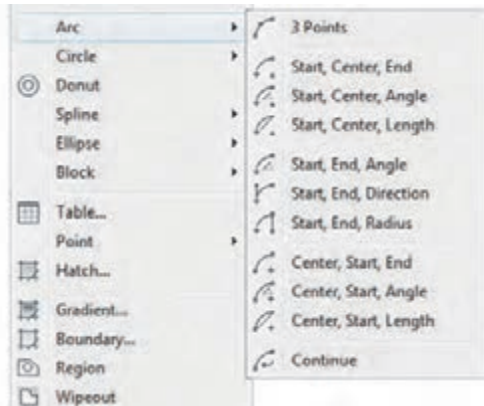 Arc
Circle
Donut
Spline
Ellipse
Block
Table...
Point
Hatch...
Gradient...
Boundary...
Region
Wipeout
3 Points
Start, Center, End
Start, Center, Angle
Start, Center, Length
Start, End, Angle
Start, End, Direction
Start, End, Radius
Center, Start, End
Center, Start, Angle
Center, Start, Length
Continue